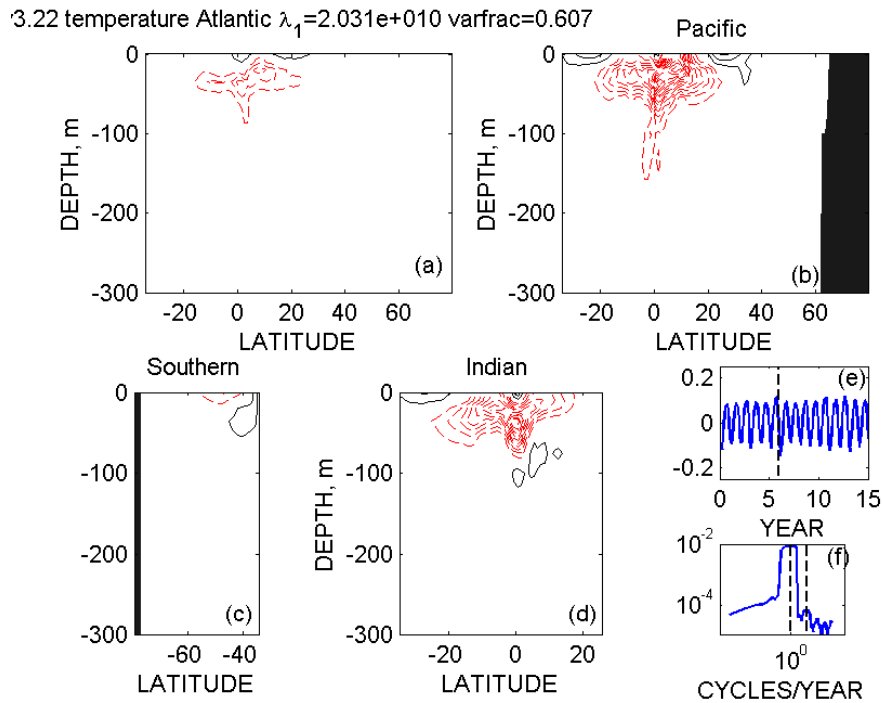 3.22 temperature Atlantic λ1=2.031e+010 varfrac=0.607
Pacific
0
-100
-200
-300
DEPTH, m
-20 0 20 40 60
LATITUDE
(a)
0
-100
-200
-300
DEPTH, m
-20 0 20 40 60
LATITUDE
(b)
Southern
0
-100
-200
-300
-60 -40
LATITUDE
(c)
Indian
0
-100
-200
-300
DEPTH, m
-20 0 20
LATITUDE
(d)
0.2
0
-0.2
0 5 10 15
YEAR
(e)
10^-2
10^-4
10^0
CYCLES/YEAR
(f)